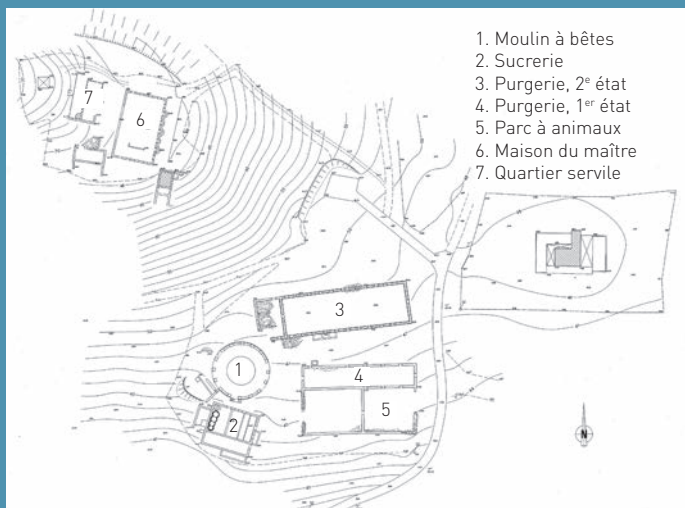 1. Moulin à bêtes
2. Sucrerie
3. Purgerie, 2e état
4. Purgerie, 1er état
5. Parc à animaux
6. Maison du maître
7. Quartier servile
7
6
3
1
4
5
2
N